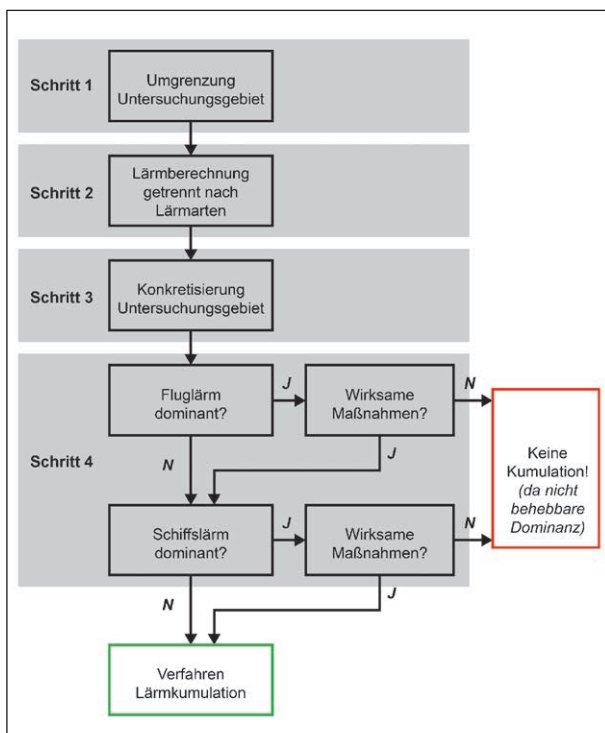 Schritt 1
Umgrenzung
Untersuchungsgebiet
Schritt 2
Lärmberechnung
getrennt nach
Lärmarten
Schritt 3
Konkretisierung
Untersuchungsgebiet
Schritt 4
Fluglärm
dominant?
J
Wirksame
Maßnahmen?
N
Keine
Kumulation!
(da nicht
behebbare
Dominanz)
N
J
Schiffslärm
dominant?
J
Wirksame
Maßnahmen?
N
N
J
Verfahren
Lärmkumulation